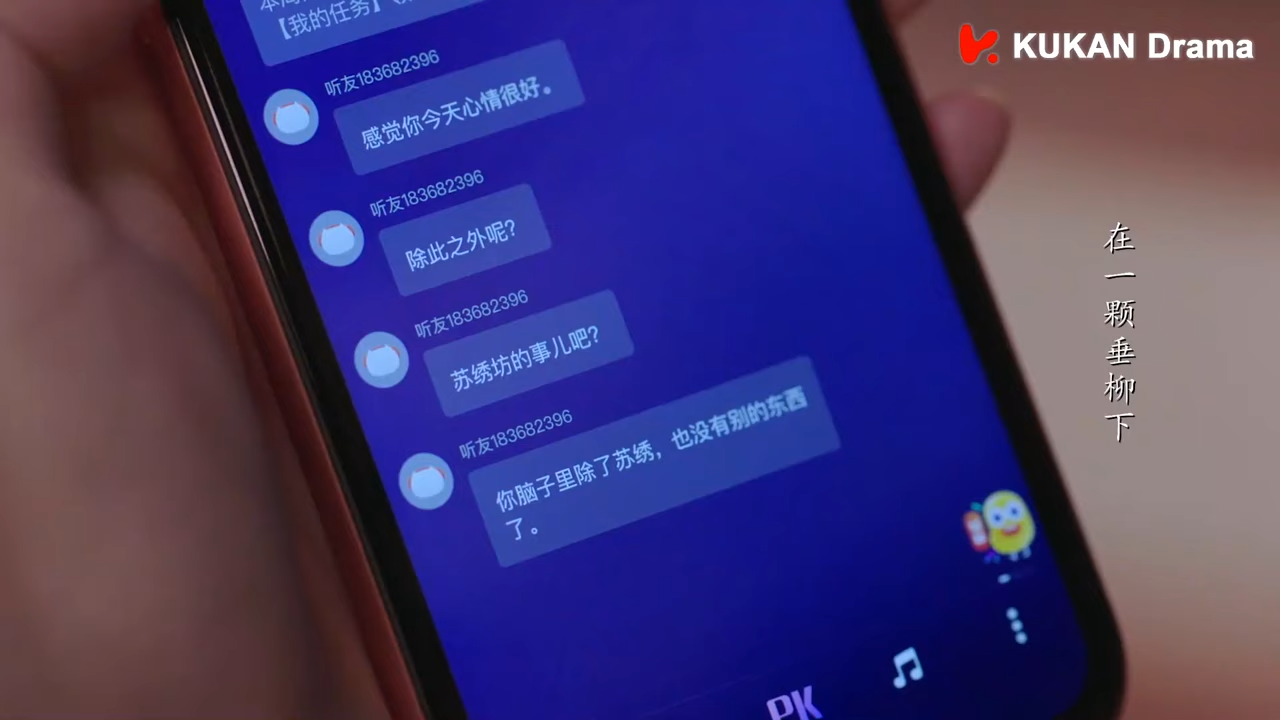 【我的任务】
听友183682396
感觉你今天心情很好。
听友183682396
除此之外呢?
听友183682396
苏绣坊的事儿吧?
听友183682396
你脑子里除了苏绣，也没有别的东西
了。
PK
KUKAN Drama
在一颗垂柳下